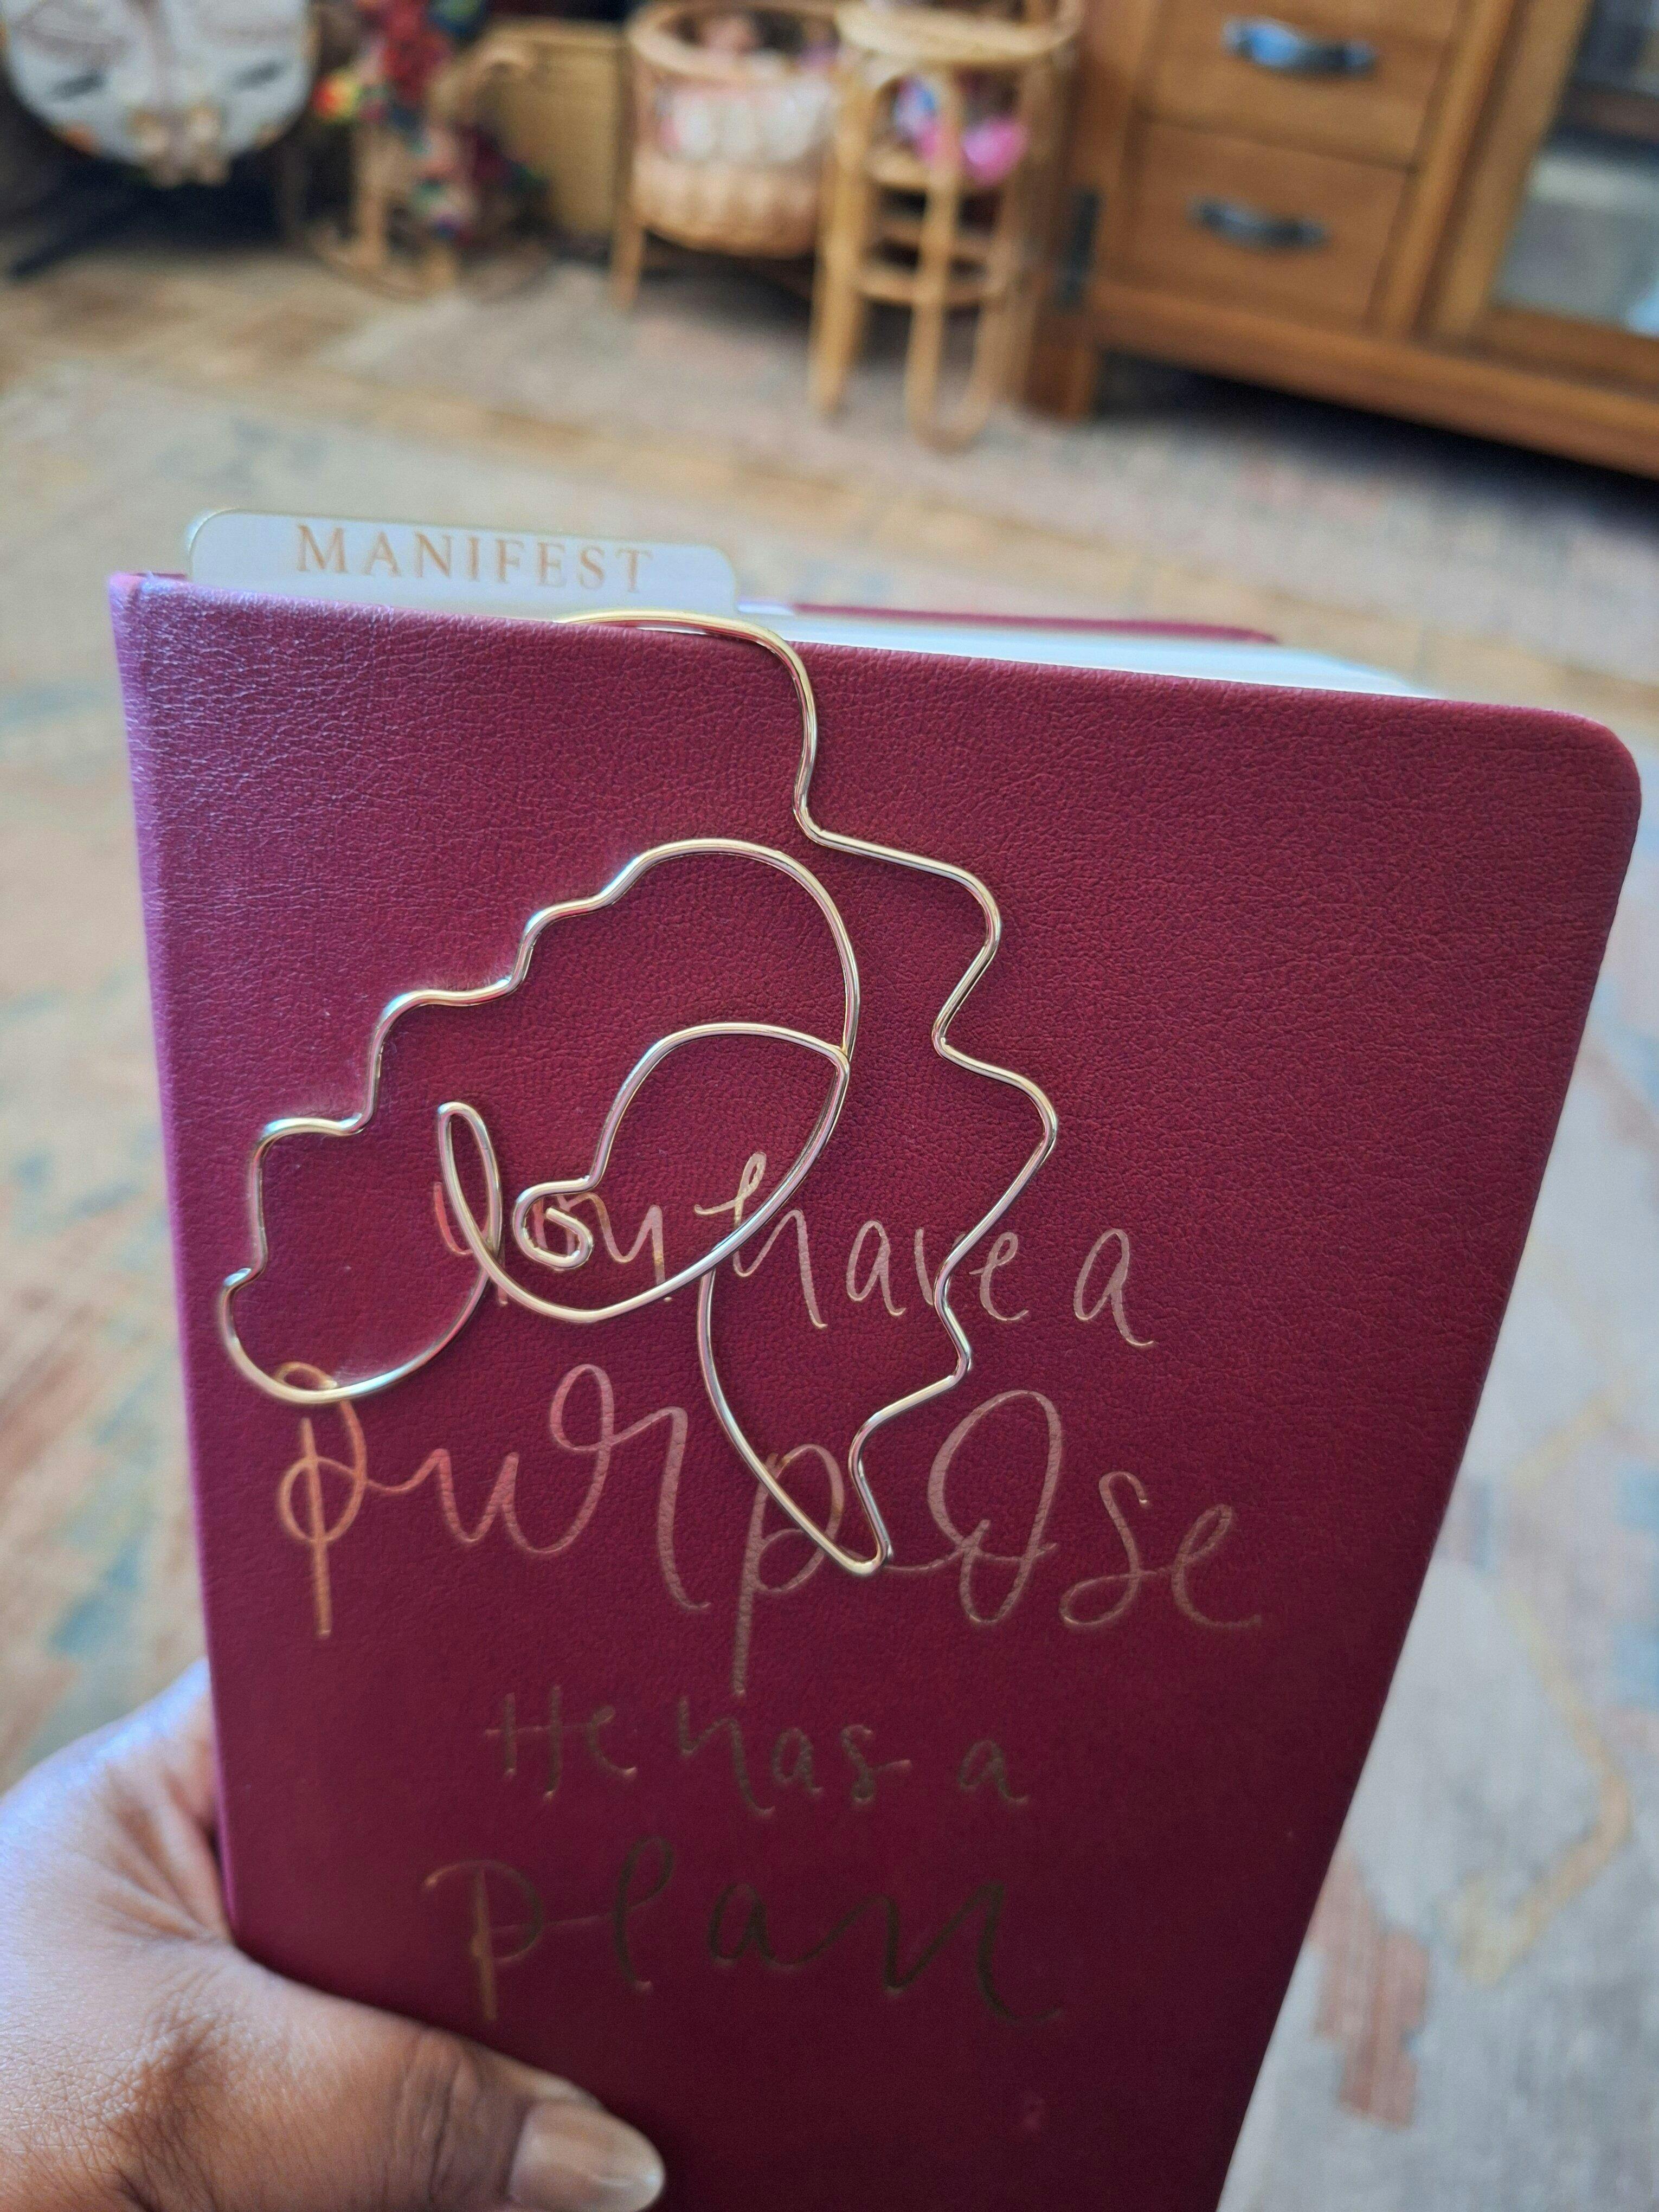 MANIFEST
You have a
purpose
He has a
plan